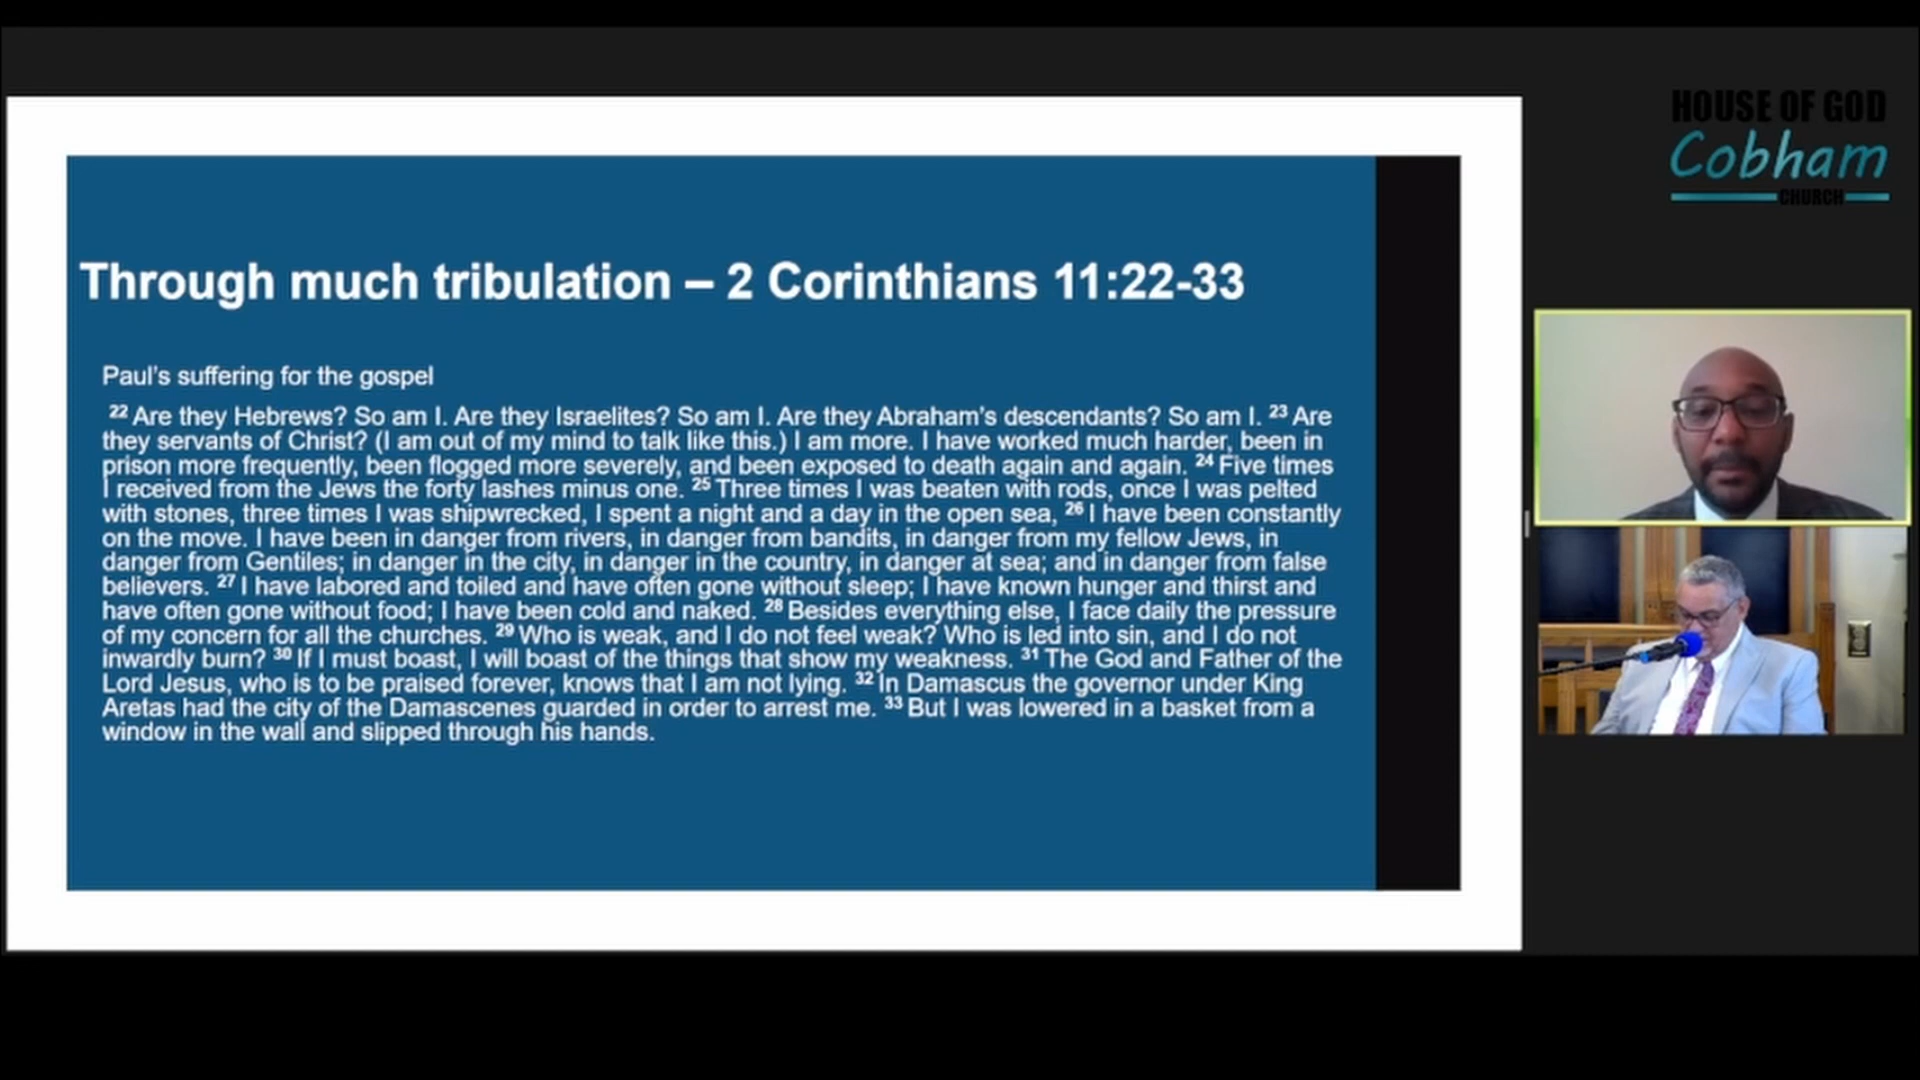 HOUSE OF GOD
Cobham
CHURCH
Through much tribulation – 2 Corinthians 11:22-33
Paul's suffering for the gospel
22 Are they Hebrews? So am I. Are they Israelites? So am I. Are they Abraham's descendants? So am I. 23 Are
they servants of Christ? (I am out of my mind to talk like this.) I am more. I have worked much harder, been in
prison more frequently, been flogged more severely, and been exposed to death again and again. 24 Five times
I received from the Jews the forty lashes minus one. 25 Three times I was beaten with rods, once I was pelted
with stones, three times I was shipwrecked, I spent a night and a day in the open sea, 26 I have been constantly
on the move. I have been in danger from rivers, in danger from bandits, in danger from my fellow Jews, in
danger from Gentiles; in danger in the city, in danger in the country, in danger at sea; and in danger from false
believers. 27 I have labored and toiled and have often gone without sleep; I have known hunger and thirst and
have often gone without food; I have been cold and naked. 28 Besides everything else, I face daily the pressure
of my concern for all the churches. 29 Who is weak, and I do not feel weak? Who is led into sin, and I do not
inwardly burn? 30 If I must boast, I will boast of the things that show my weakness. 31 The God and Father of the
Lord Jesus, who is to be praised forever, knows that I am not lying. 32 In Damascus the governor under King
Aretas had the city of the Damascenes guarded in order to arrest me. 33 But I was lowered in a basket from a
window in the wall and slipped through his hands.